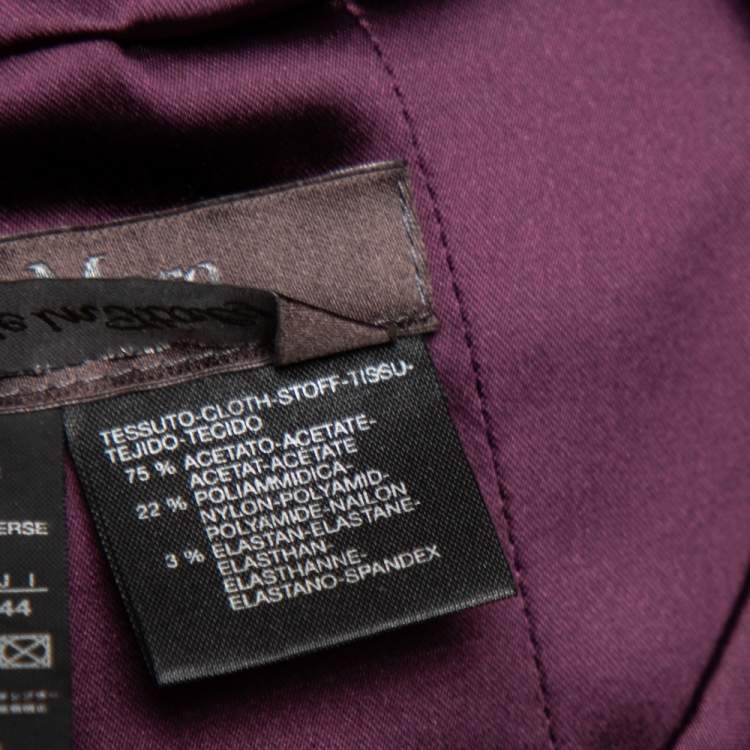 TESSUTO-CLOTH-STOFF-TISSU-
TEJIDO-TECIDO
75 % ACETATO-ACETATE-
ACETAT-ACÉTATE
22 % POLIAMMIDICA-
NYLON-POLYAMID-
POLYAMIDE-NAILON
3 % ELASTAN-ELASTANE-
ELASTHAN-
ELASTHANNE-
ELASTANO-SPANDEX
ERSE
J I
44